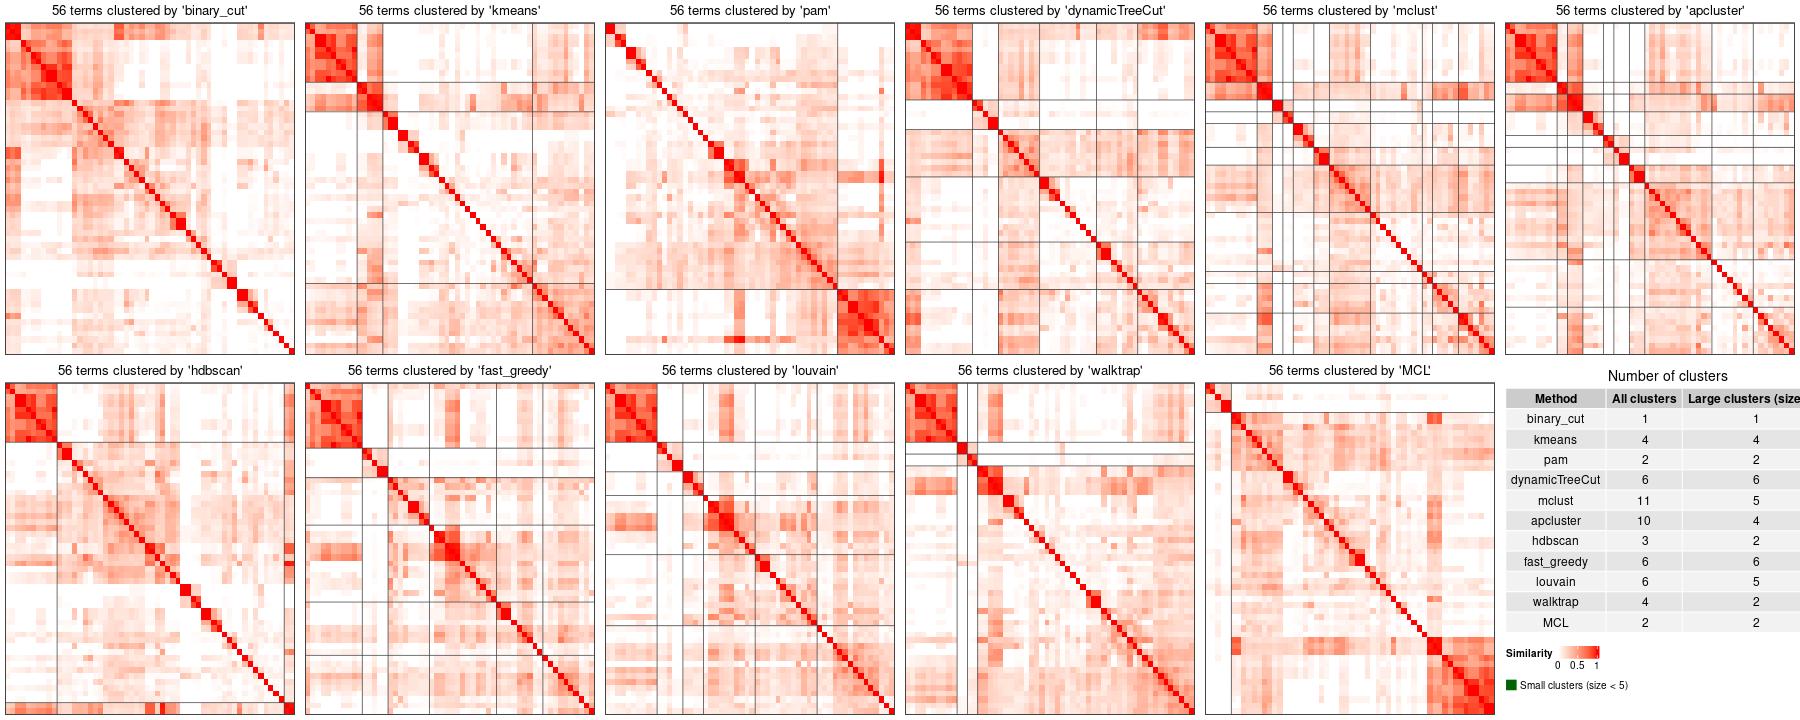 56 terms clustered by 'binary_cut'
56 terms clustered by 'kmeans'
56 terms clustered by 'pam'
56 terms clustered by 'dynamicTreeCut'
56 terms clustered by 'mclust'
56 terms clustered by 'apcluster'
56 terms clustered by 'hdbscan'
56 terms clustered by 'fast_greedy'
56 terms clustered by 'louvain'
56 terms clustered by 'walktrap'
56 terms clustered by 'MCL'
Number of clusters
Method All clusters Large clusters (size
binary_cut 1 1
kmeans 4 4
pam 2 2
dynamicTreeCut 6 6
mclust 11 5
apcluster 10 4
hdbscan 3 2
fast_greedy 6 6
louvain 6 5
walktrap 4 2
MCL 2 2
Similarity
0 0.5 1
Small clusters (size < 5)